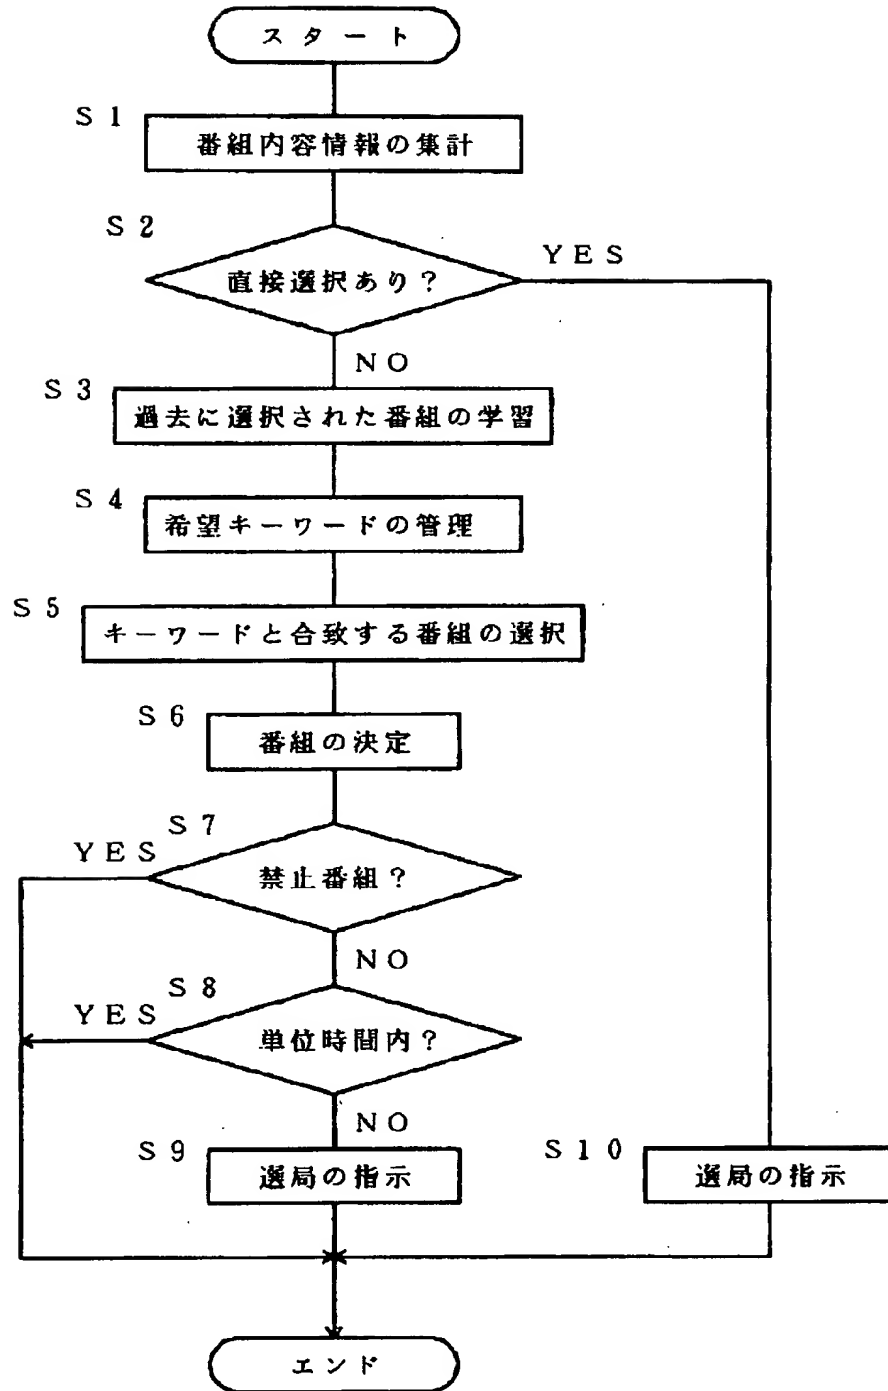 スタート
S1
番組内容情報の集計
S2
直接選択あり？
YES
NO
S3
過去に選択された番組の学習
S4
希望キーワードの管理
S5
キーワードと合致する番組の選択
S6
番組の決定
S7
YES
禁止番組？
NO
S8
YES
単位時間内？
NO
S9
選局の指示
S10
選局の指示
エンド